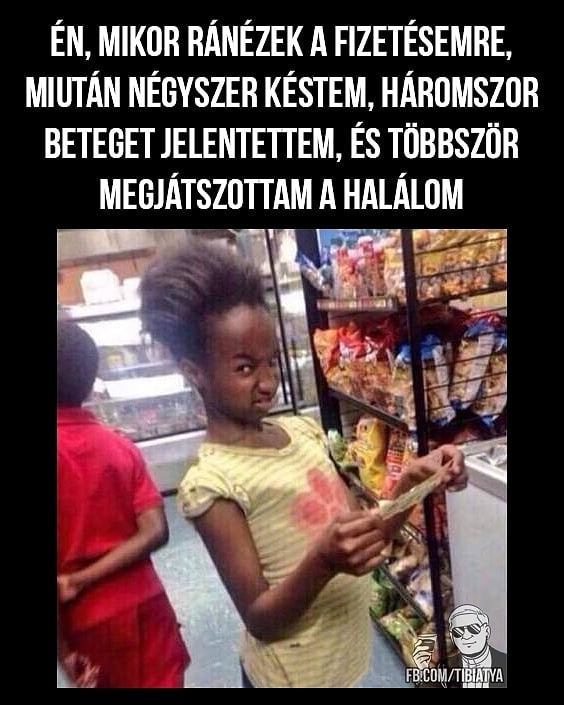 ÉN, MIKOR RÁNÉZEK A FIZETÉSEMRE,
MIUTÁN NÉGYSZER KÉSTEM, HÁROMSZOR
BETEGET JELENTETTEM, ÉS TÖBBSZÖR
MEGJÁTSZOTTAM A HALÁLOM
FB.COM/TIBIATYA